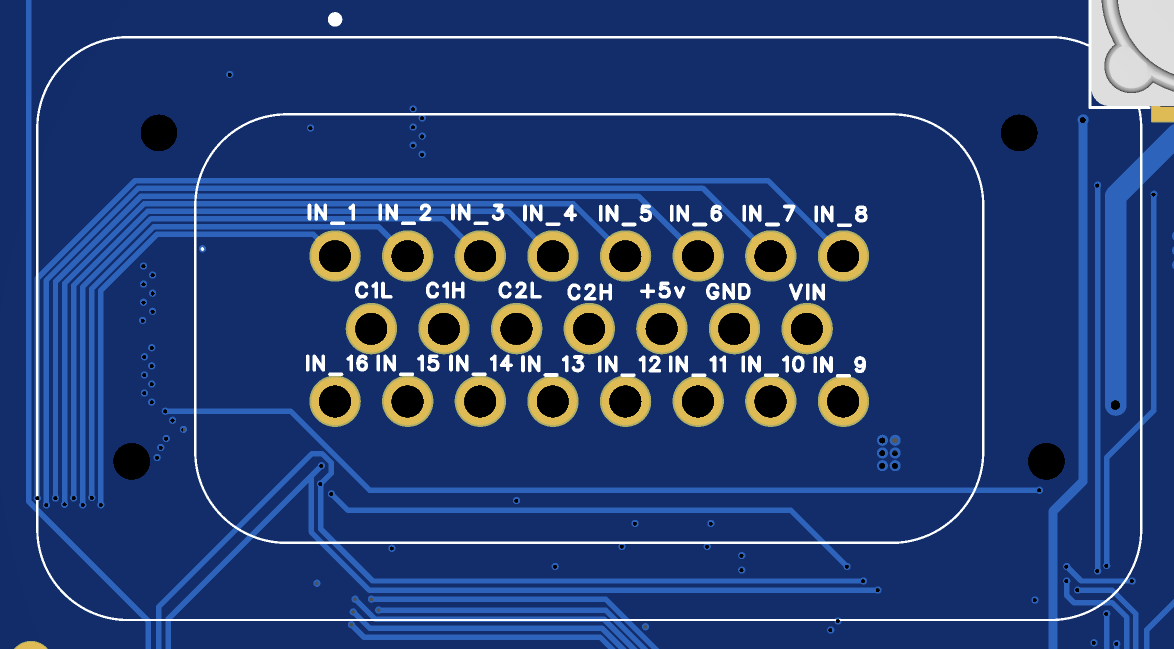 IN_1 IN_2 IN_3 IN_4 IN_5 IN_6 IN_7 IN_8
C1L C1H C2L C2H +5v GND VIN
IN_16 IN_15 IN_14 IN_13 IN_12 IN_11 IN_10 IN_9